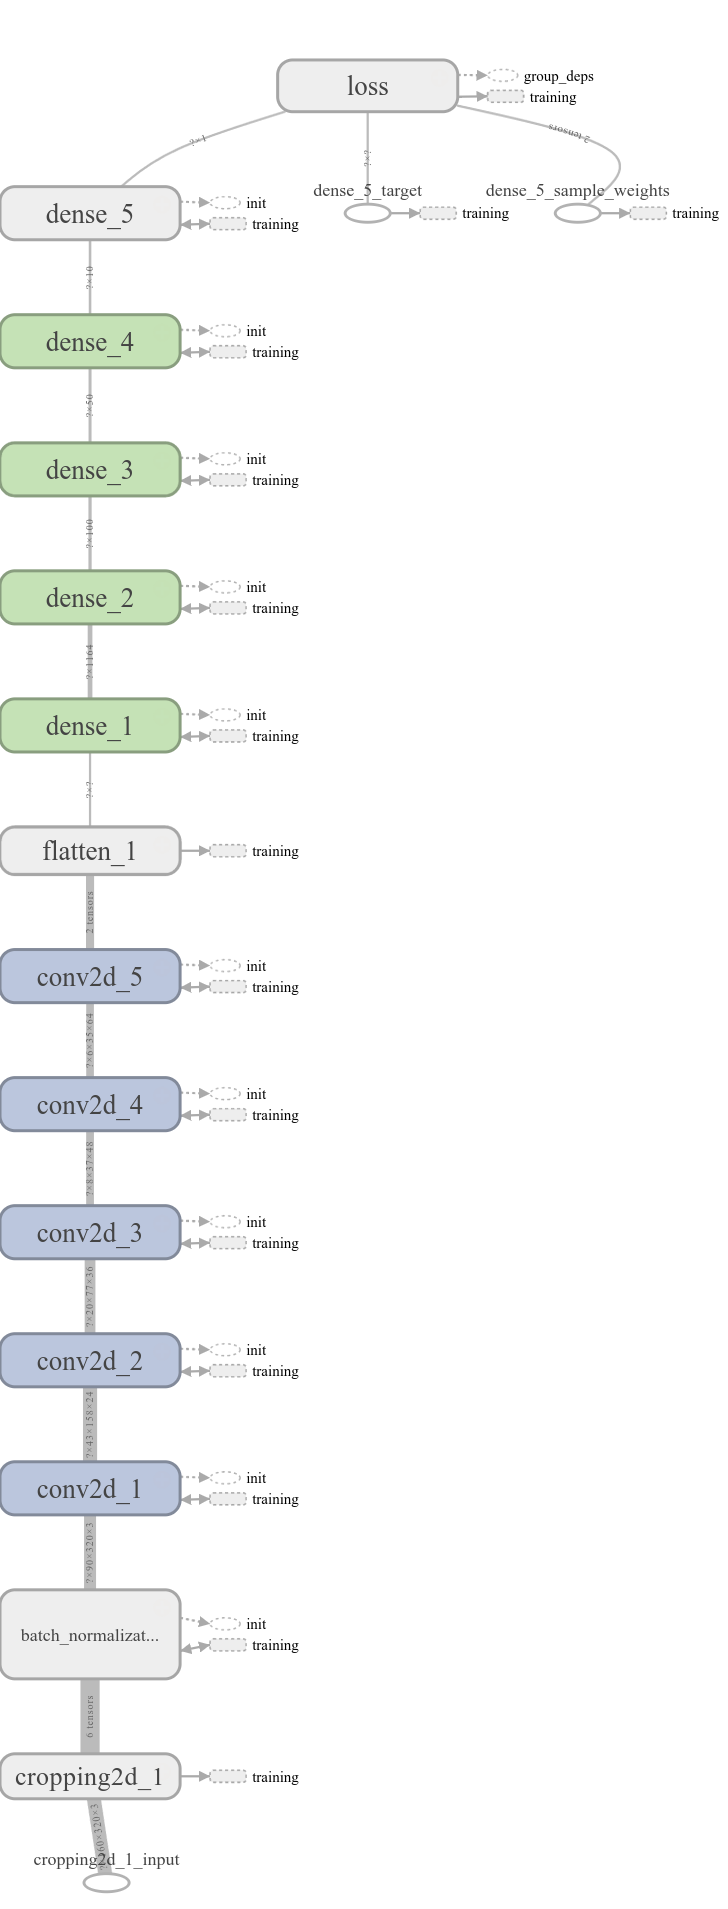 loss
group_deps
training
?×1
?×?
2 tensors
dense_5_target
training
dense_5_sample_weights
training
dense_5
init
training
?×10
dense_4
init
training
?×50
dense_3
init
training
?×100
dense_2
init
training
?×1164
dense_1
init
training
?×?
flatten_1
training
2 tensors
conv2d_5
init
training
?×6×35×64
conv2d_4
init
training
?×8×37×48
conv2d_3
init
training
?×20×77×36
conv2d_2
init
training
?×43×158×24
conv2d_1
init
training
?×90×320×3
batch_normalizat...
init
training
6 tensors
cropping2d_1
training
cropping2d_1_input